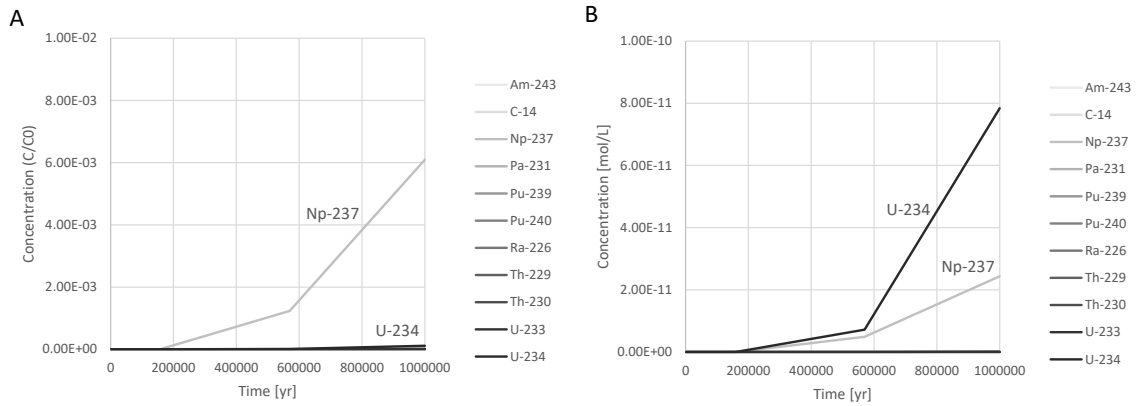 A
1.00E-02
8.00E-03
6.00E-03
4.00E-03
2.00E-03
0.00E+00
Concentration (C/C0)
0
200000
400000
600000
800000
1000000
Time [yr]
Np-237
U-234
Am-243
C-14
Np-237
Pa-231
Pu-239
Pu-240
Ra-226
Th-229
Th-230
U-233
U-234
B
1.00E-10
8.00E-11
6.00E-11
4.00E-11
2.00E-11
0.00E+00
Concentration [mol/L]
0
200000
400000
600000
800000
1000000
Time [yr]
U-234
Np-237
Am-243
C-14
Np-237
Pa-231
Pu-239
Pu-240
Ra-226
Th-229
Th-230
U-233
U-234